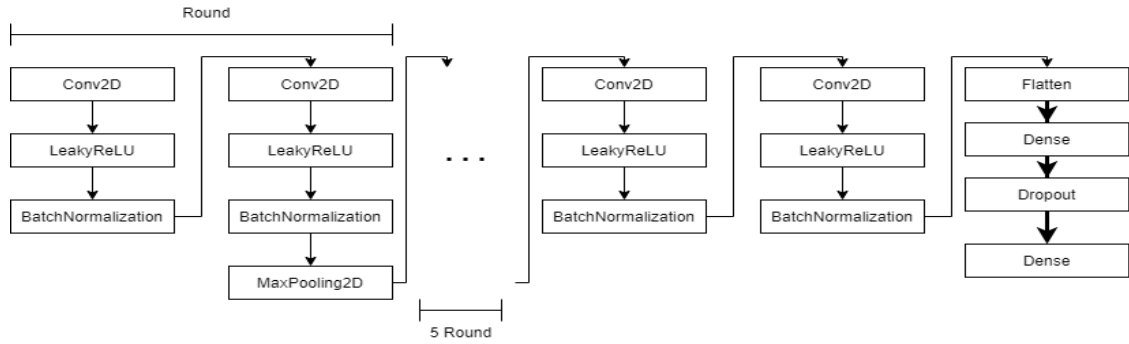 Round
Conv2D
LeakyReLU
BatchNormalization
Conv2D
LeakyReLU
BatchNormalization
MaxPooling2D
. . .
5 Round
Conv2D
LeakyReLU
BatchNormalization
Conv2D
LeakyReLU
BatchNormalization
Flatten
Dense
Dropout
Dense